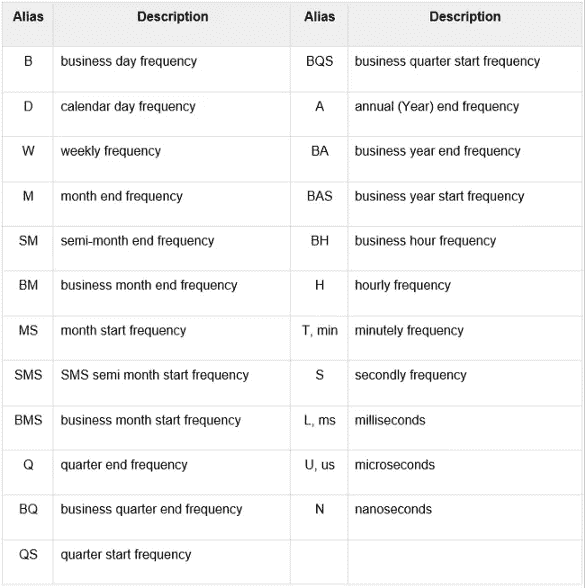 Alias Description Alias Description
B business day frequency BQS business quarter start frequency
D calendar day frequency A annual (Year) end frequency
W weekly frequency BA business year end frequency
M month end frequency BAS business year start frequency
SM semi-month end frequency BH business hour frequency
BM business month end frequency H hourly frequency
MS month start frequency T, min minutely frequency
SMS SMS semi month start frequency S secondly frequency
BMS business month start frequency L, ms milliseconds
Q quarter end frequency U, us microseconds
BQ business quarter end frequency N nanoseconds
QS quarter start frequency